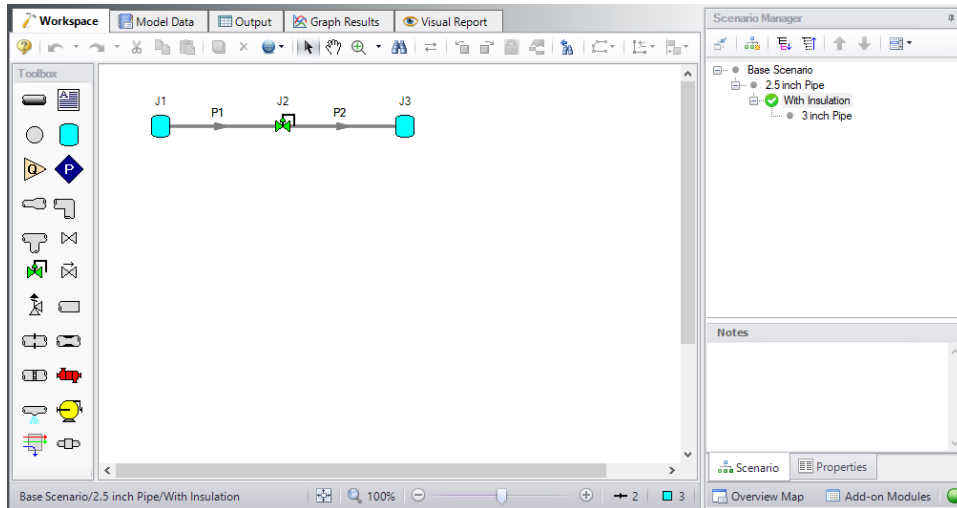 Workspace
Model Data
Output
Graph Results
Visual Report
Toolbox
A
Q
P
J1
P1
J2
P2
J3
Base Scenario/2.5 inch Pipe/With Insulation
100%
2
3
Scenario Manager
Base Scenario
2.5 inch Pipe
With Insulation
3 inch Pipe
Notes
Scenario
Properties
Overview Map
Add-on Modules